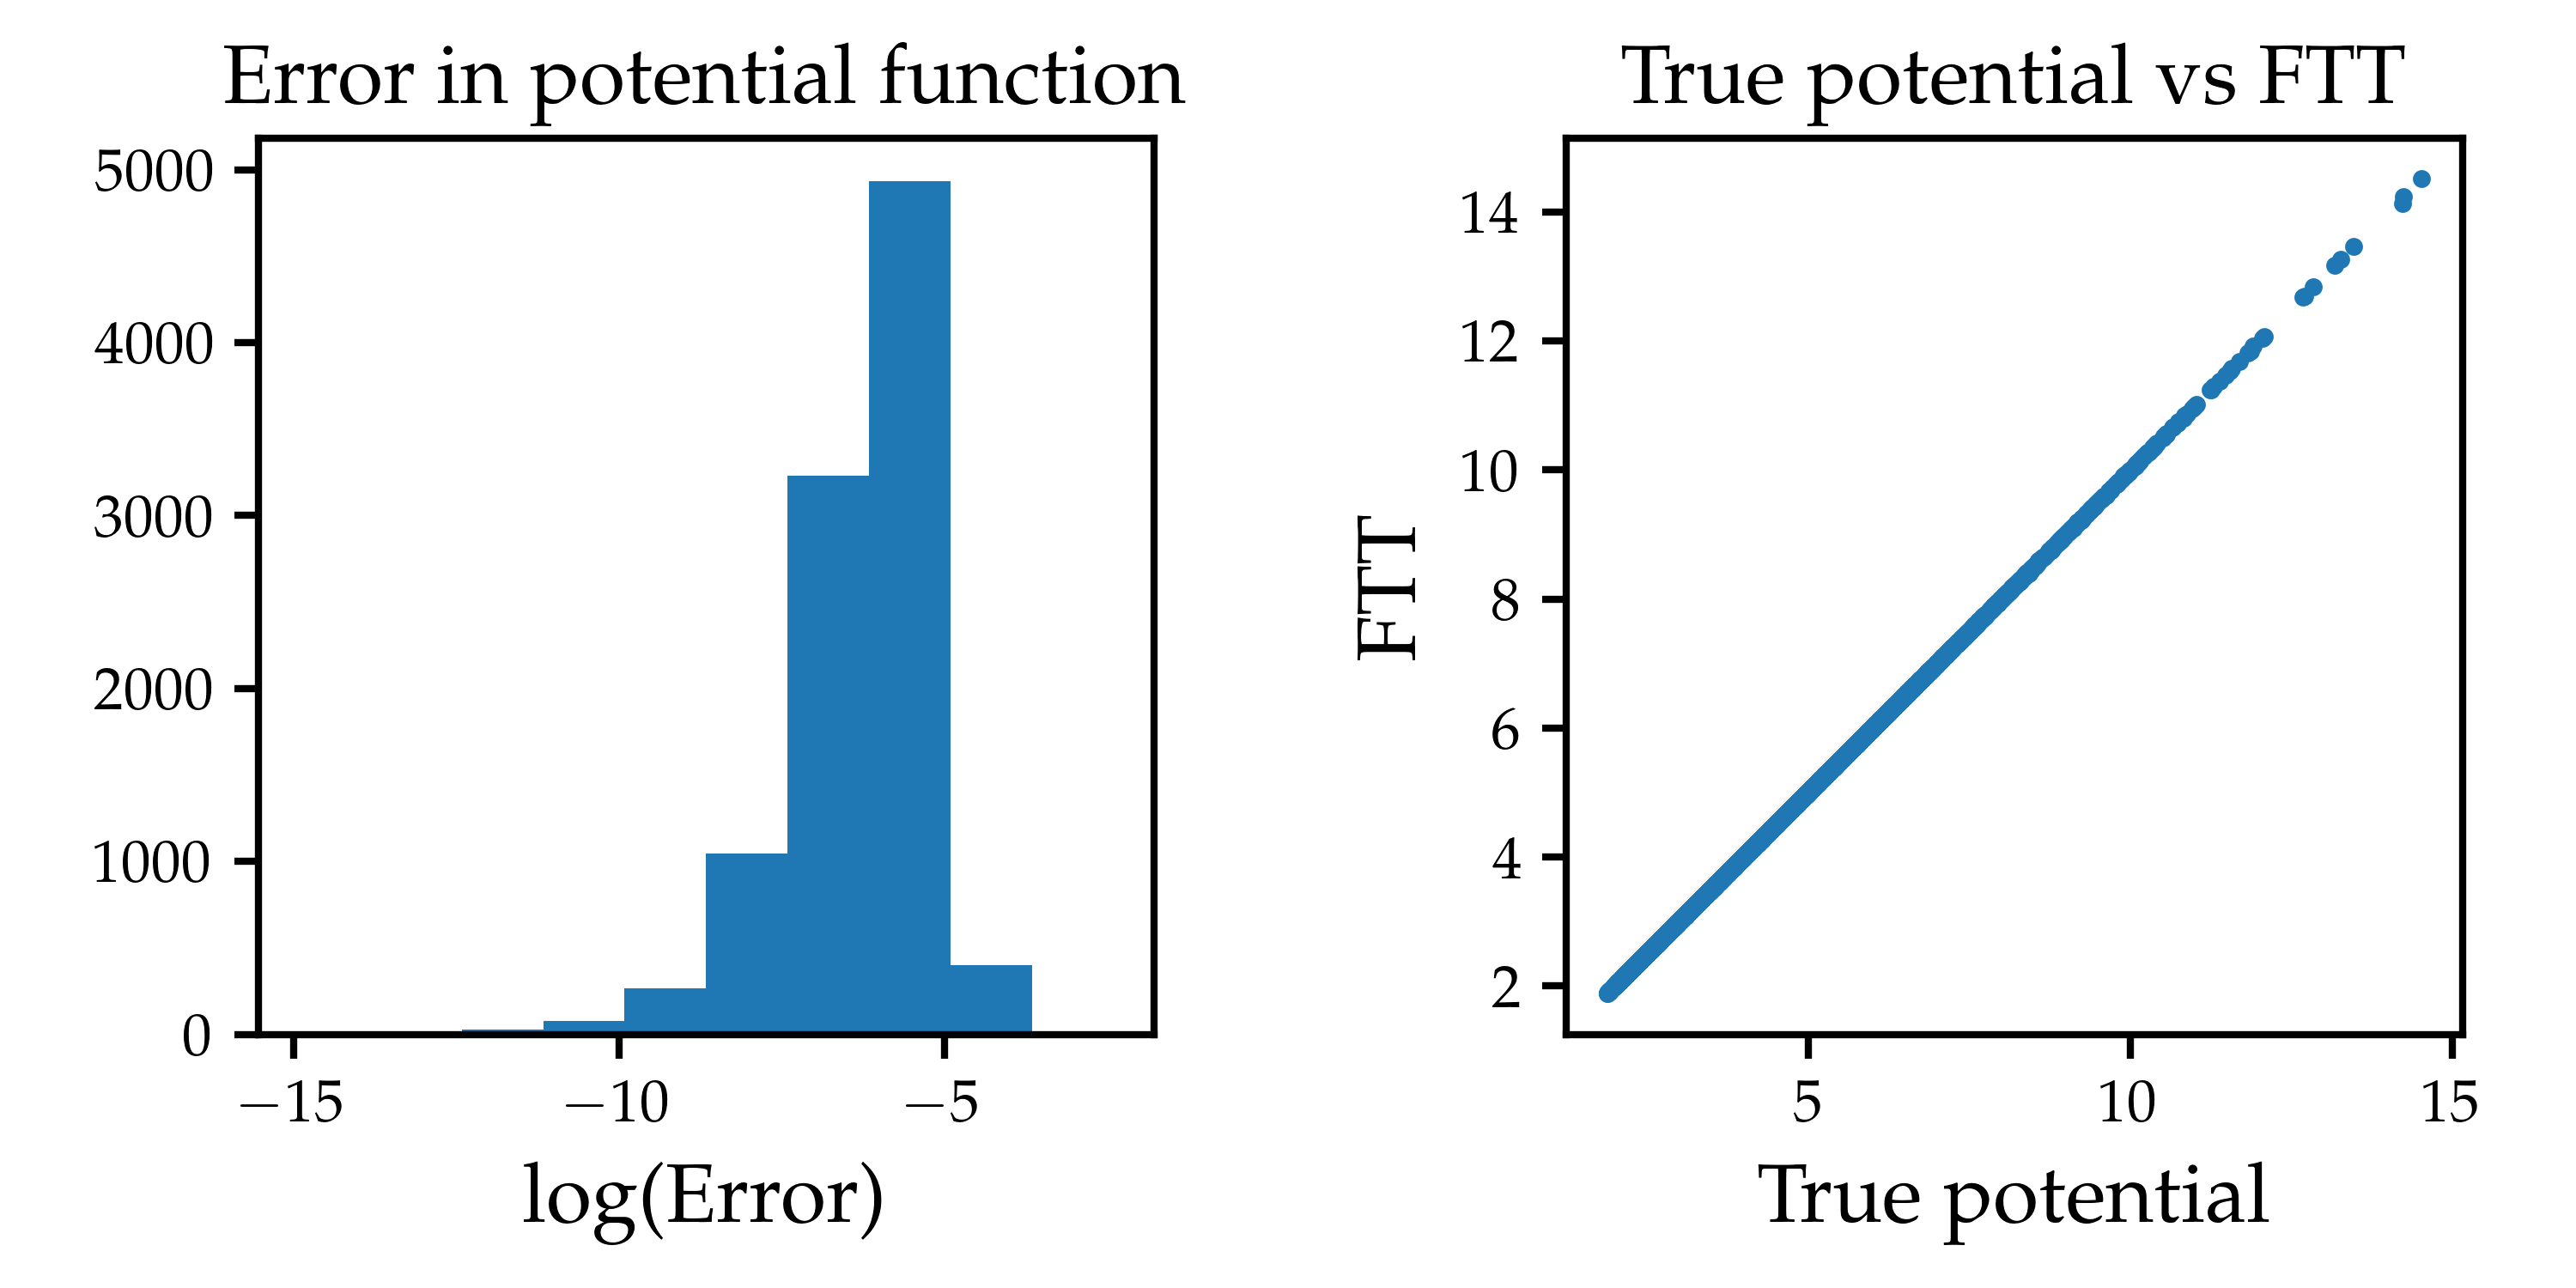 Error in potential function
5000
4000
3000
2000
1000
0
−15 −10 −5
log(Error)
True potential vs FTT
FTT
14
12
10
8
6
4
2
5 10 15
True potential